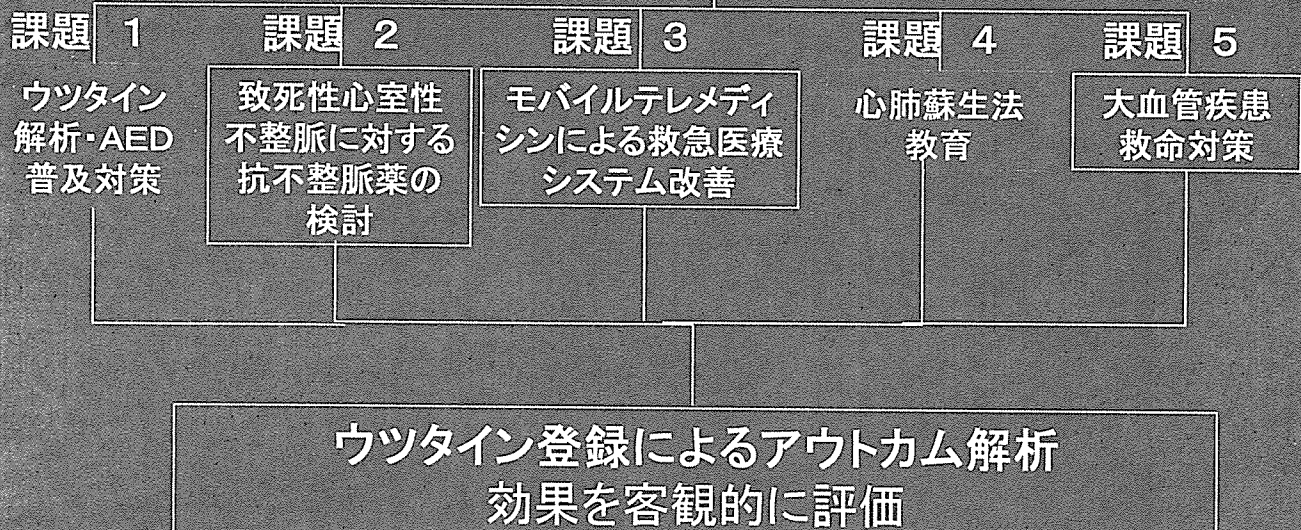 課題 1
課題 2
課題 3
課題 4
課題 5
ウツタイン
解析・AED
普及対策
致死性心室性
不整脈に対する
抗不整脈薬の
検討
モバイルテレメディ
シンによる救急医療
システム改善
心肺蘇生法
教育
大血管疾患
救命対策
ウツタイン登録によるアウトカム解析
効果を客観的に評価